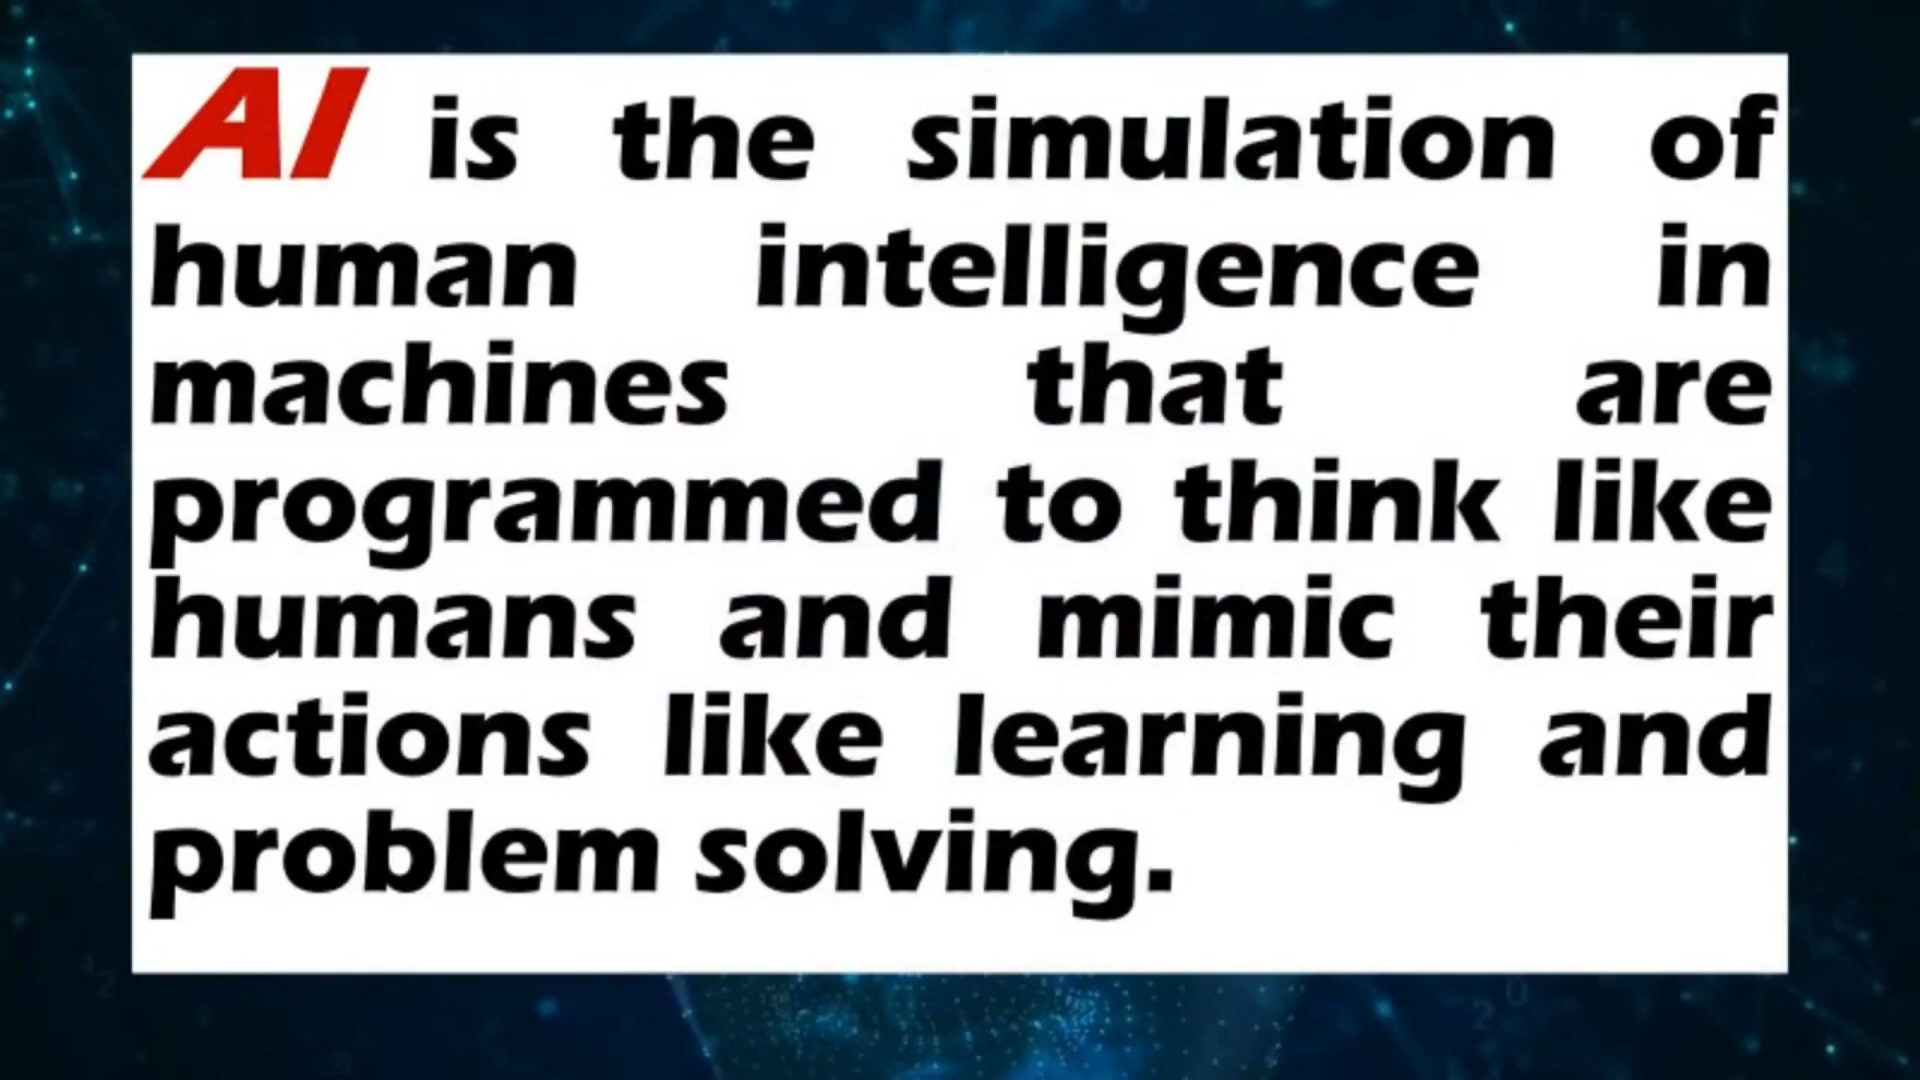 AI is the simulation of
human intelligence in
machines that are
programmed to think like
humans and mimic their
actions like learning and
problem solving.